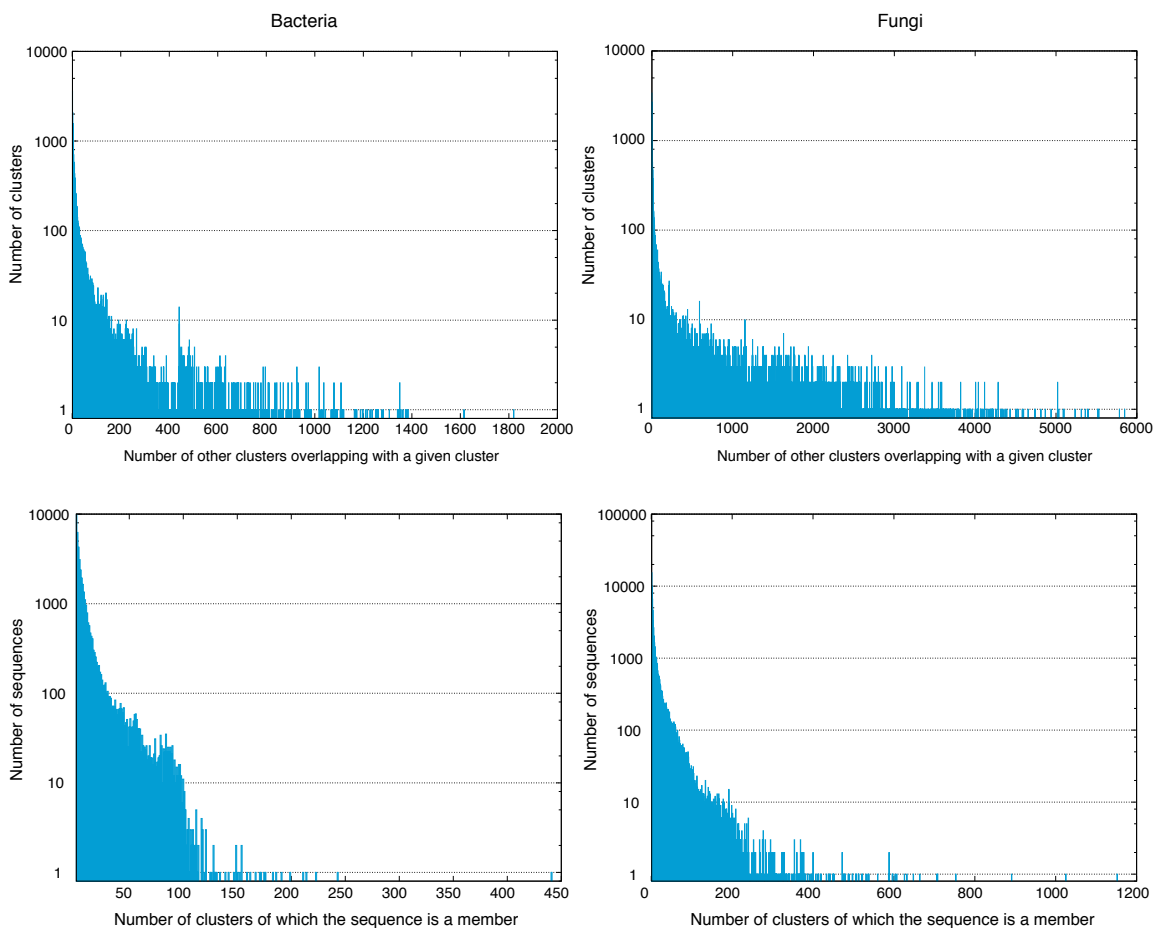 Bacteria
Fungi
10000
1000
100
10
1
Number of clusters
0 200 400 600 800 1000 1200 1400 1600 1800 2000
Number of other clusters overlapping with a given cluster
10000
1000
100
10
1
Number of clusters
0 1000 2000 3000 4000 5000 6000
Number of other clusters overlapping with a given cluster
10000
1000
100
10
1
Number of sequences
50 100 150 200 250 300 350 400 450
Number of clusters of which the sequence is a member
100000
10000
1000
100
10
1
Number of sequences
0 200 400 600 800 1000 1200
Number of clusters of which the sequence is a member